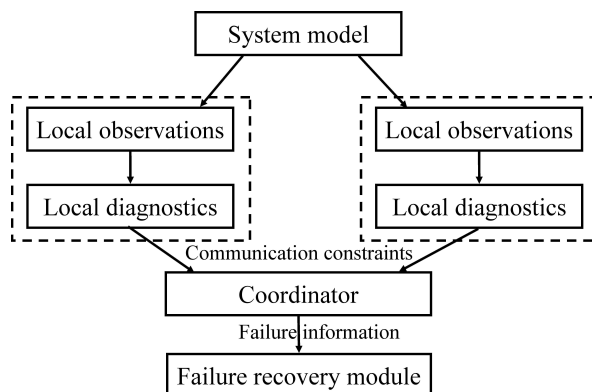 System model
Local observations
Local observations
Local diagnostics
Local diagnostics
Communication constraints
Coordinator
Failure information
Failure recovery module